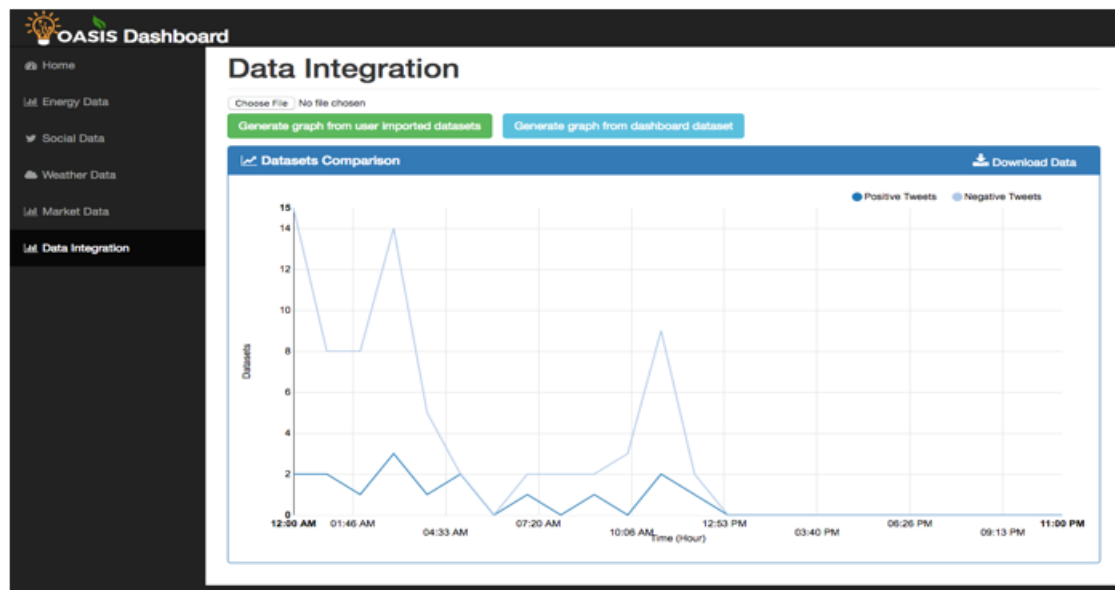 OASIS Dashboard
Home
Energy Data
Social Data
Weather Data
Market Data
Data Integration
Data Integration
Choose File No file chosen
Generate graph from user imported datasets Generate graph from dashboard dataset
Datasets Comparison Download Data
Positive Tweets Negative Tweets
15
14
12
10
8
6
4
2
0
Datasets
12:00 AM 01:46 AM 07:20 AM 12:53 PM 06:26 PM 11:00 PM
04:33 AM 10:06 AM 03:40 PM 09:13 PM
Time (Hour)